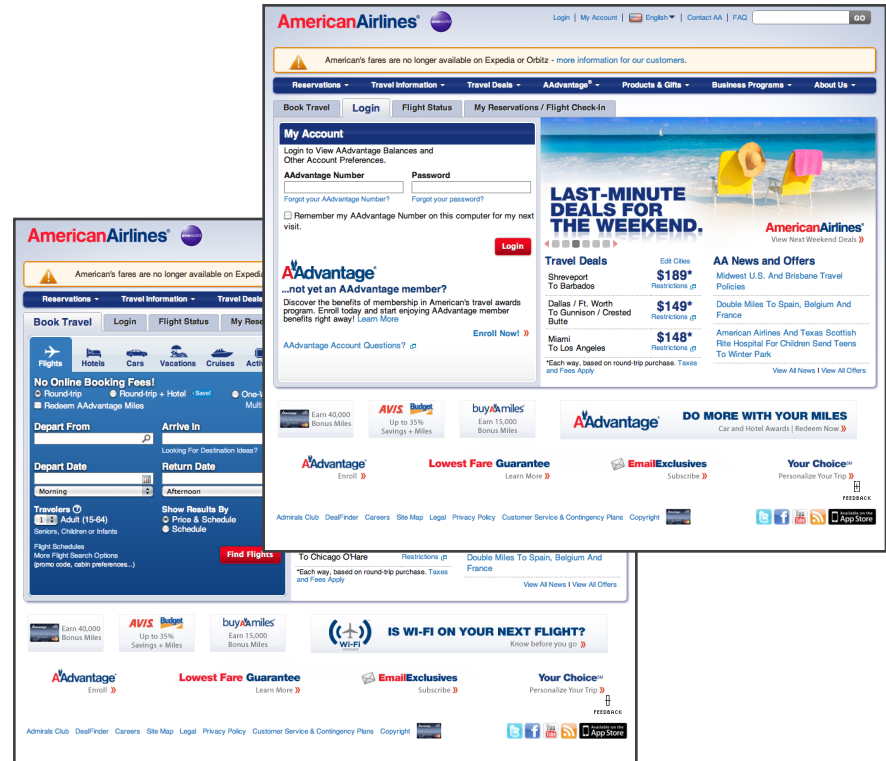 AmericanAirlines®
Login | My Account | English | Contact AA | FAQ GO
American's fares are no longer available on Expedia or Orbitz - more information for our customers.
Reservations Travel Information Travel Deals AAdvantage® Products & Gifts Business Programs About Us
Book Travel Login Flight Status My Reservations / Flight Check-In
My Account
Login to View AAdvantage Balances and
Other Account Preferences.
AAdvantage Number Password
Forgot your AAdvantage Number? Forgot your password?
Remember my AAdvantage Number on this computer for my next
visit.
Login
AAdvantage®
...not yet an AAdvantage member?
Discover the benefits of membership in American's travel awards
program. Enroll today and start enjoying AAdvantage member
benefits right away! Learn More
Enroll Now! »
AAdvantage Account Questions?
LAST-MINUTE
DEALS FOR
THE WEEKEND.
AmericanAirlines®
View Next Weekend Deals »
Travel Deals Edit Cities
Shreveport $189*
To Barbados Restrictions
Dallas / Ft. Worth $149*
To Gunnison / Crested Restrictions
Butte
Miami $148*
To Los Angeles Restrictions
*Each way, based on round-trip purchase. Taxes
and Fees Apply
AA News and Offers
Midwest U.S. And Brisbane Travel
Policies
Double Miles To Spain, Belgium And
France
American Airlines And Texas Scottish
Rite Hospital For Children Send Teens
To Winter Park
View All News I View All Offers
Earn 40,000
Bonus Miles
AVIS Budget
Up to 35%
Savings + Miles
buyAAmiles
Earn 15,000
Bonus Miles
AAdvantage
DO MORE WITH YOUR MILES
Car and Hotel Awards | Redeem Now »
AAdvantage
Enroll »
Lowest Fare Guarantee
Learn More »
EmailExclusives
Subscribe »
Your Choice℠
Personalize Your Trip »
[+]
FEEDBACK
Admirals Club DealFinder Careers Site Map Legal Privacy Policy Customer Service & Contingency Plans Copyright
You
Tube
Available on the
App Store
AmericanAirlines®
American's fares are no longer available on Expedia
Reservations Travel Information Travel Deals
Book Travel Login Flight Status My Rese
Flights Hotels Cars Vacations Cruises Acti
No Online Booking Fees!
Round-trip Round-trip + Hotel Save! One-W
Redeem AAdvantage Miles Multi
Depart From Arrive In
Looking For Destination Ideas?
Depart Date Return Date
Morning Afternoon
Travelers Show Results By
1 Adult (15-64) Price & Schedule
Seniors, Children or Infants Schedule
Flight Schedules
More Flight Search Options
(promo code, cabin preferences...)
Find Flights
To Chicago O'Hare Restrictions
*Each way, based on round-trip purchase. Taxes
and Fees Apply
Double Miles To Spain, Belgium And
France
View All News I View All Offers
Earn 40,000
Bonus Miles
AVIS Budget
Up to 35%
Savings + Miles
buyAAmiles
Earn 15,000
Bonus Miles
Wi-Fi
IS WI-FI ON YOUR NEXT FLIGHT?
Know before you go »
AAdvantage
Enroll »
Lowest Fare Guarantee
Learn More »
EmailExclusives
Subscribe »
Your Choice℠
Personalize Your Trip »
[+]
FEEDBACK
Admirals Club DealFinder Careers Site Map Legal Privacy Policy Customer Service & Contingency Plans Copyright
You
Tube
Available on the
App Store